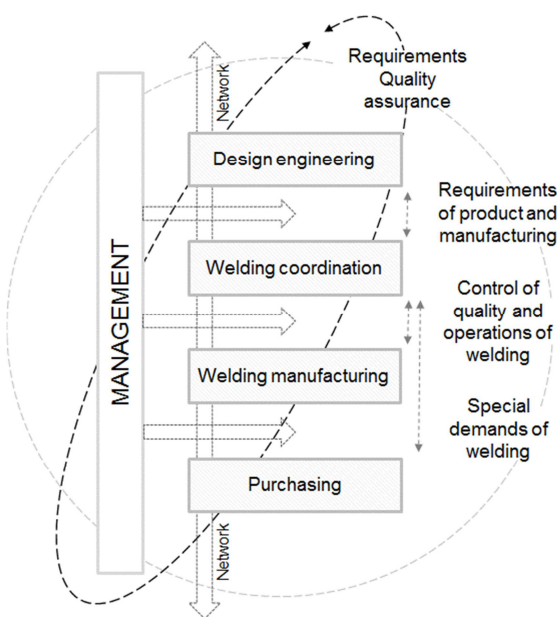 Requirements
Quality
assurance
Network
Design engineering
Requirements
of product and
manufacturing
MANAGEMENT
Welding coordination
Control of
quality and
operations of
welding
Welding manufacturing
Special
demands of
welding
Purchasing
Network